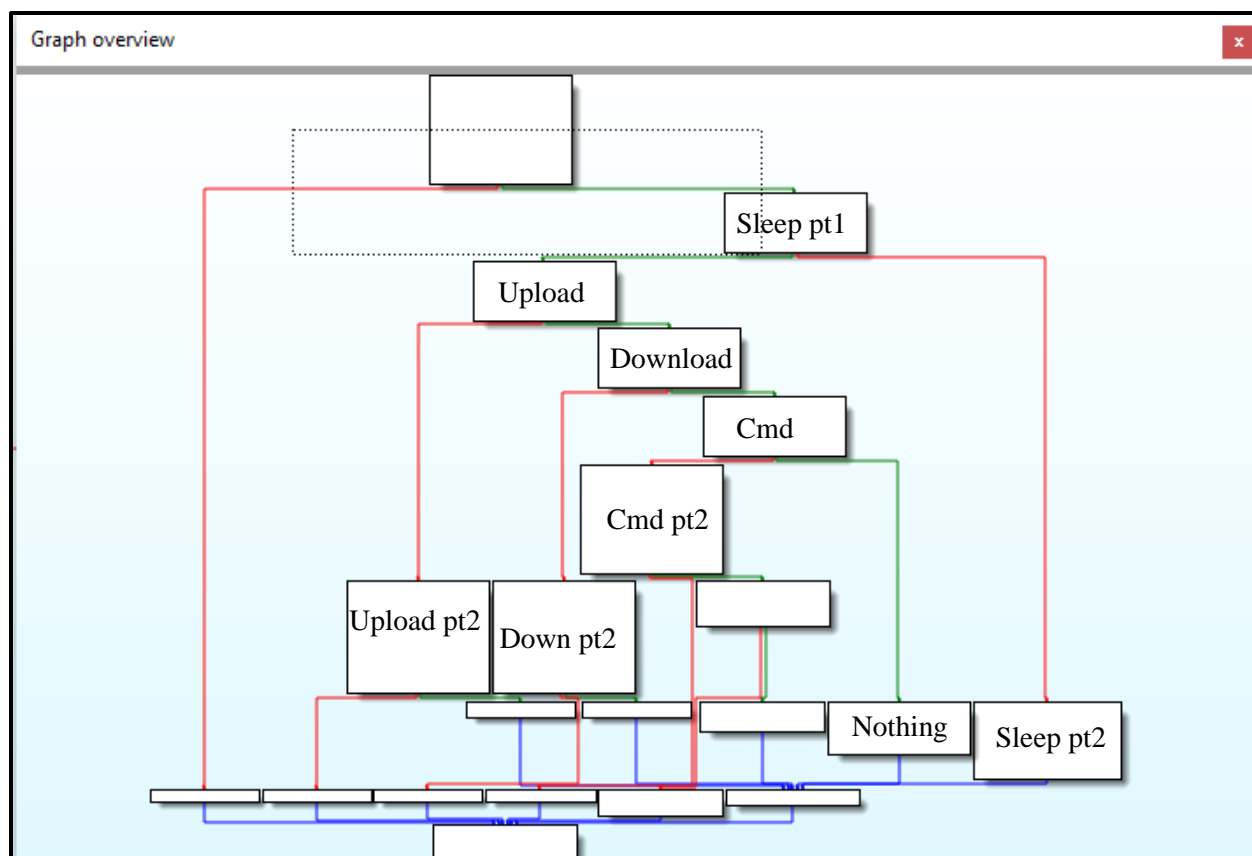 Graph overview
x
Sleep pt1
Upload
Download
Cmd
Cmd pt2
Upload pt2
Down pt2
Nothing
Sleep pt2